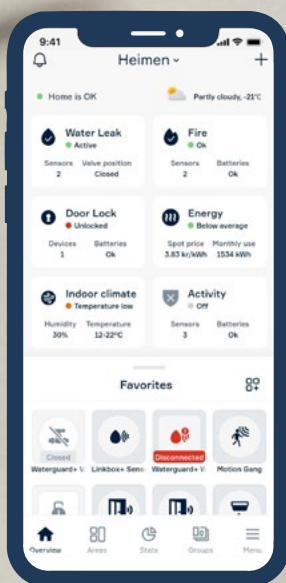 9:41
Heimen
Home is OK
Partly cloudy, -21°C
Water Leak
Active
Sensors Valve position
2 Closed
Fire
Ok
Sensors Batteries
2 Ok
Door Lock
Unlocked
Devices Batteries
1 Ok
Energy
Below average
Spot price Monthly use
3.83 kr/kWh 1534 kWh
Indoor climate
Temperature low
Humidity Temperature
30% 12-22°C
Activity
Off
Sensors Batteries
3 Ok
Favorites
Closed
Disconnected
Waterguard+ V Linkbox+ Sens Waterguard+ V Motion Gang
Overview Areas Stats Groups Menu